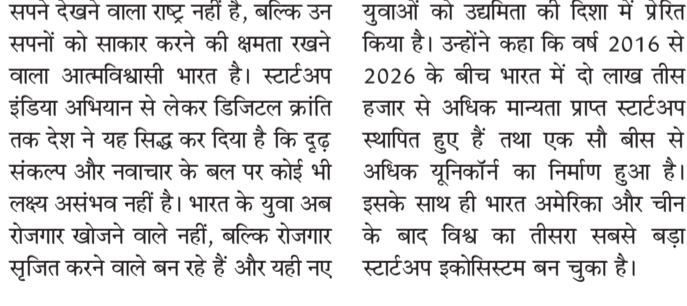 सपने देखने वाला राष्ट्र नहीं है, बल्कि उन
सपनों को साकार करने की क्षमता रखने
वाला आत्मविश्वासी भारत है। स्टार्टअप
इंडिया अभियान से लेकर डिजिटल क्रांति
तक देश ने यह सिद्ध कर दिया है कि दृढ़
संकल्प और नवाचार के बल पर कोई भी
लक्ष्य असंभव नहीं है। भारत के युवा अब
रोजगार खोजने वाले नहीं, बल्कि रोजगार
सृजित करने वाले बन रहे हैं और यही नए
युवाओं को उद्यमिता की दिशा में प्रेरित
किया है। उन्होंने कहा कि वर्ष 2016 से
2026 के बीच भारत में दो लाख तीस
हजार से अधिक मान्यता प्राप्त स्टार्टअप
स्थापित हुए हैं तथा एक सौ बीस से
अधिक यूनिकॉर्न का निर्माण हुआ है।
इसके साथ ही भारत अमेरिका और चीन
के बाद विश्व का तीसरा सबसे बड़ा
स्टार्टअप इकोसिस्टम बन चुका है।